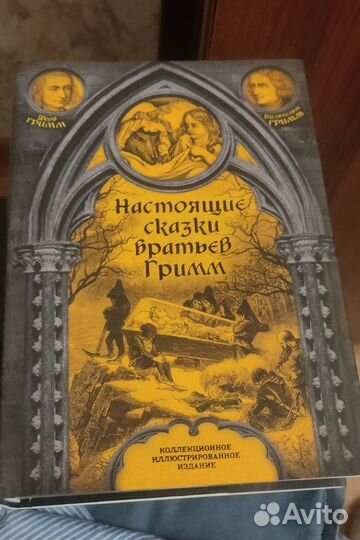 Якоб
Гримм
Вильгельм
Гримм
Настоящие
сказки
братьев
Гримм
КОЛЛЕКЦИОННОЕ
ИЛЛЮСТРИРОВАННОЕ
ИЗДАНИЕ
Avito